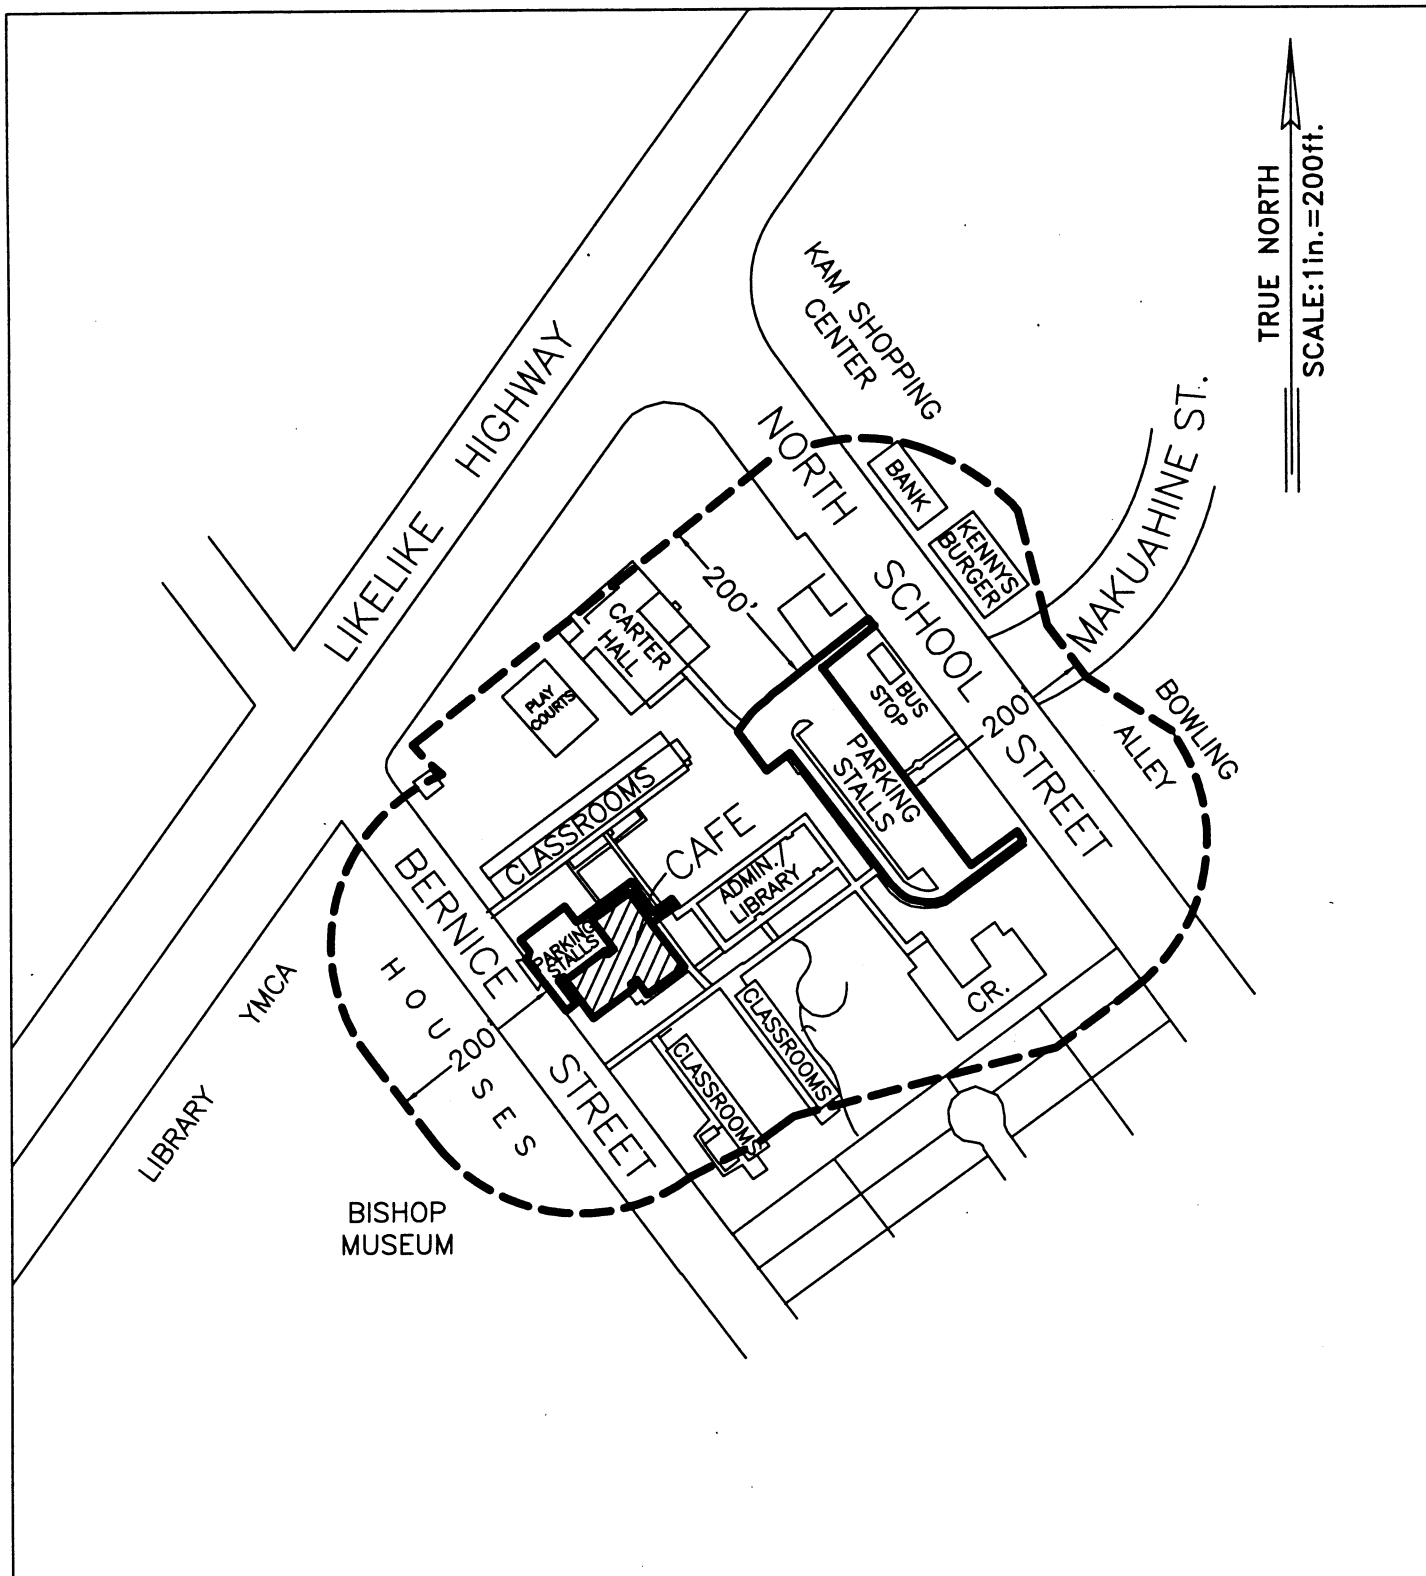 TRUE NORTH
SCALE:1in.=200ft.
LIKELIKE HIGHWAY
KAM SHOPPING
CENTER
NORTH SCHOOL STREET
BANK
KENNYS
BURGER
MAKUAHINE ST.
200'
CARTER
HALL
PLAY
COURTS
BUS
STOP
200
BOWLING
ALLEY
PARKING
STALLS
CLASSROOMS
CAFE
ADMIN./
LIBRARY
PARKING
STALLS
BERNICE STREET
HOUSES
200
YMCA
LIBRARY
CR.
CLASSROOMS
CLASSROOMS
BISHOP
MUSEUM